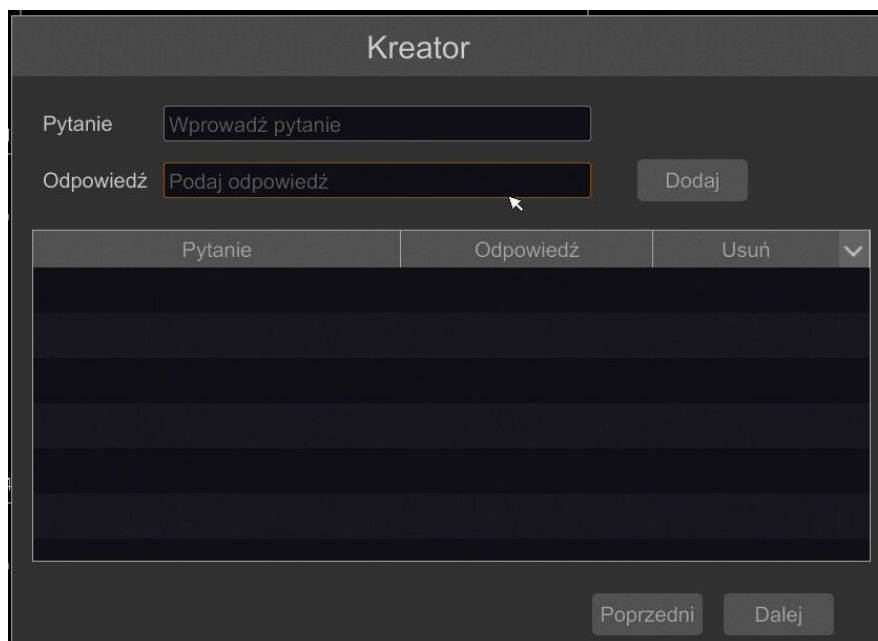 Kreator
Pytanie Wprowadź pytanie
Odpowiedź Podaj odpowiedź Dodaj
Pytanie Odpowiedź Usuń
Poprzedni Dalej